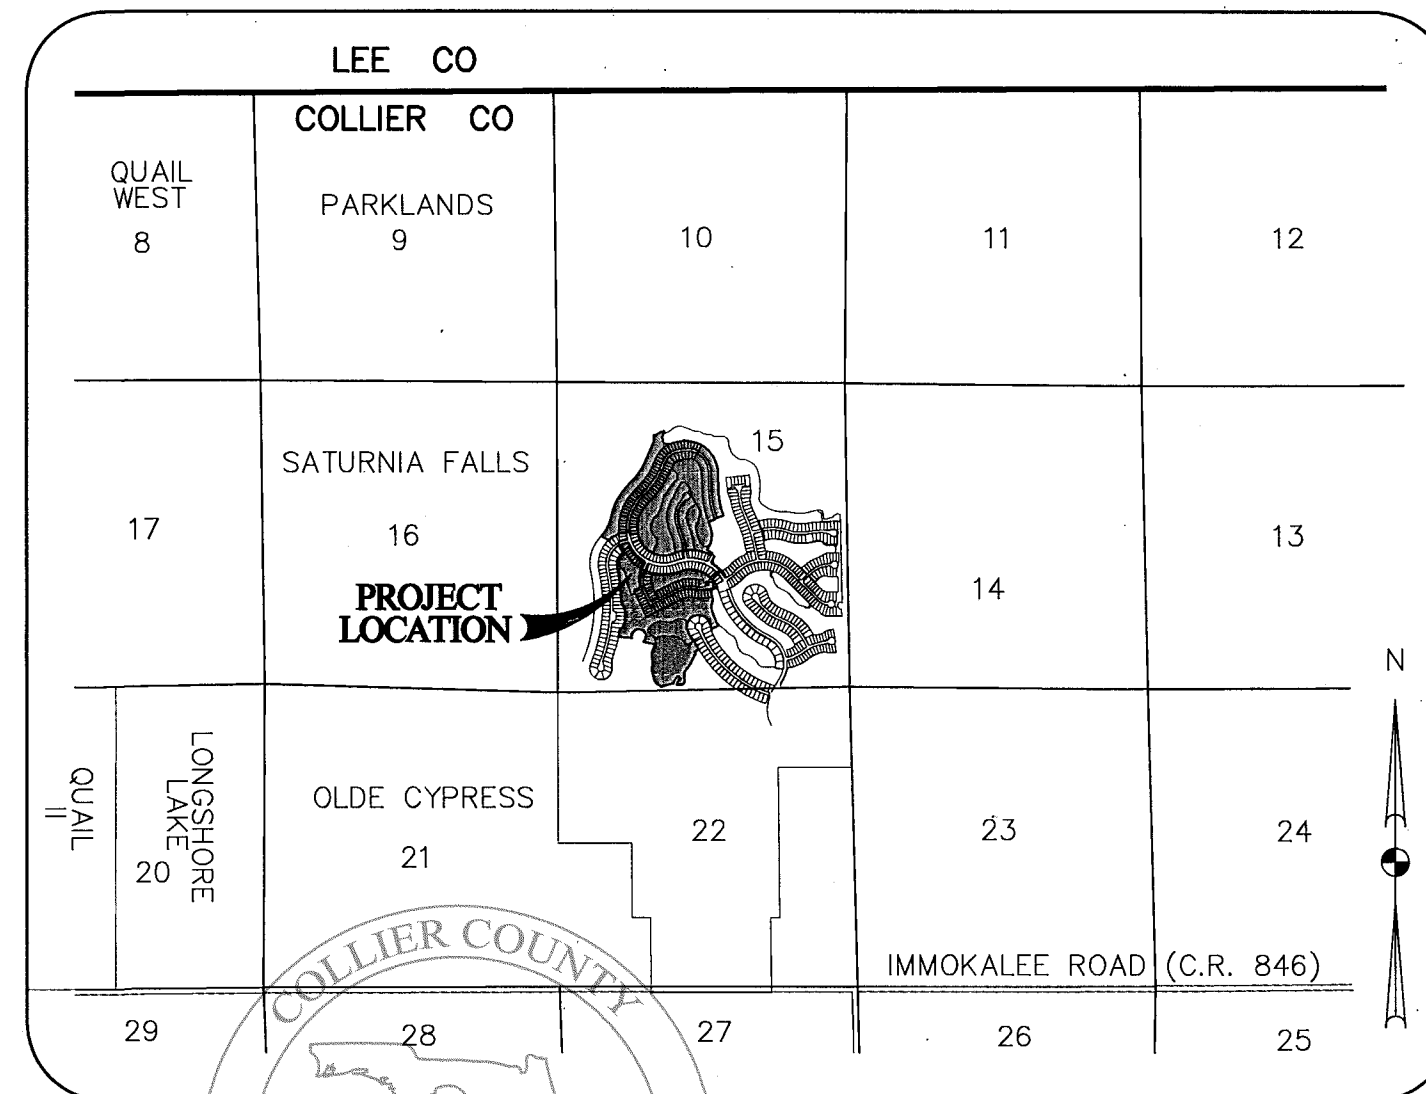 LEE CO
COLLIER CO
QUAIL
WEST
8
PARKLANDS
9
10
11
12
17
SATURNIA FALLS
16
15
14
13
PROJECT
LOCATION
N
QUAIL
II
LONGSHORE
LAKE
20
OLDE CYPRESS
21
22
23
24
IMMOKALEE ROAD (C.R. 846)
COLLIER COUNTY
29
28
27
26
25